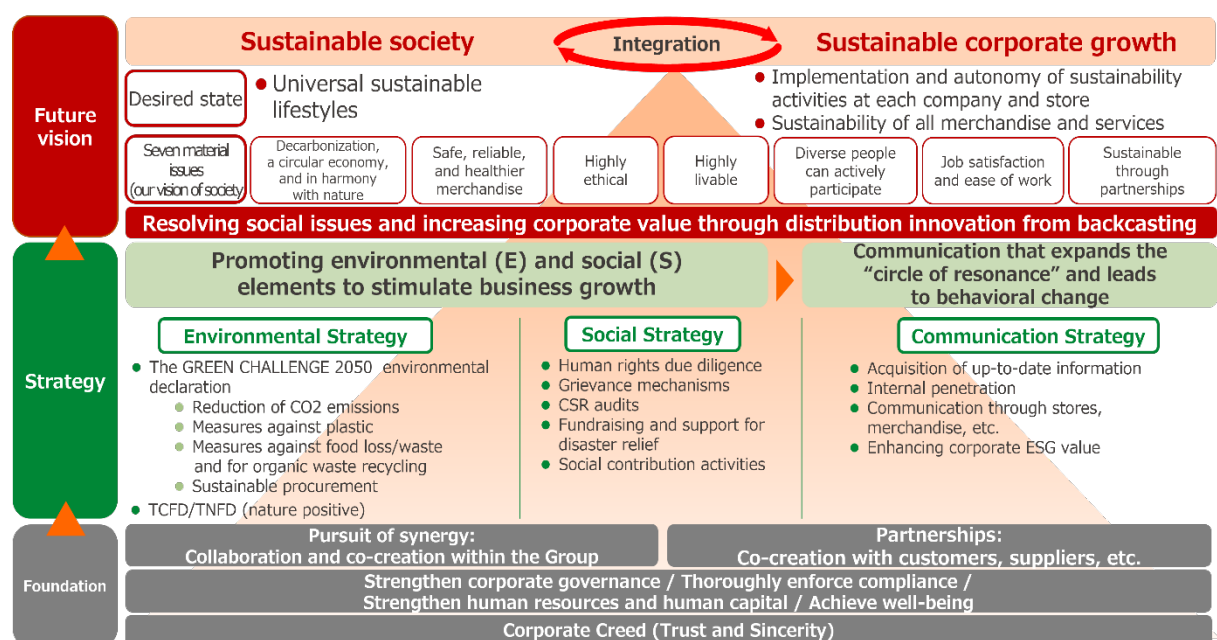 Sustainable society
Integration
Sustainable corporate growth
Future
vision
Desired state
● Universal sustainable
lifestyles
● Implementation and autonomy of sustainability
activities at each company and store
● Sustainability of all merchandise and services
Seven material
issues
(our vision of society
Decarbonization,
a circular economy,
and in harmony
with nature
Safe, reliable,
and healthier
merchandise
Highly
ethical
Highly
livable
Diverse people
can actively
participate
Job satisfaction
and ease of work
Sustainable
through
partnerships
Resolving social issues and increasing corporate value through distribution innovation from backcasting
Strategy
Promoting environmental (E) and social (S)
elements to stimulate business growth
Communication that expands the
“circle of resonance” and leads
to behavioral change
Environmental Strategy
● The GREEN CHALLENGE 2050 environmental
declaration
● Reduction of CO2 emissions
● Measures against plastic
● Measures against food loss/waste
and for organic waste recycling
● Sustainable procurement
● TCFD/TNFD (nature positive)
Social Strategy
● Human rights due diligence
● Grievance mechanisms
● CSR audits
● Fundraising and support for
disaster relief
● Social contribution activities
Communication Strategy
● Acquisition of up-to-date information
● Internal penetration
● Communication through stores,
merchandise, etc.
● Enhancing corporate ESG value
Foundation
Pursuit of synergy:
Collaboration and co-creation within the Group
Partnerships:
Co-creation with customers, suppliers, etc.
Strengthen corporate governance / Thoroughly enforce compliance /
Strengthen human resources and human capital / Achieve well-being
Corporate Creed (Trust and Sincerity)